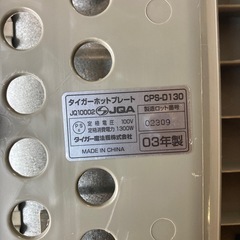 タイガーホットプレート CPS-D130
JQ10002 JQA 製造ロット番号
定格電圧 100V 02309
定格消費電力 1300W
タイガー魔法瓶株式会社 03年製
MADE IN CHINA